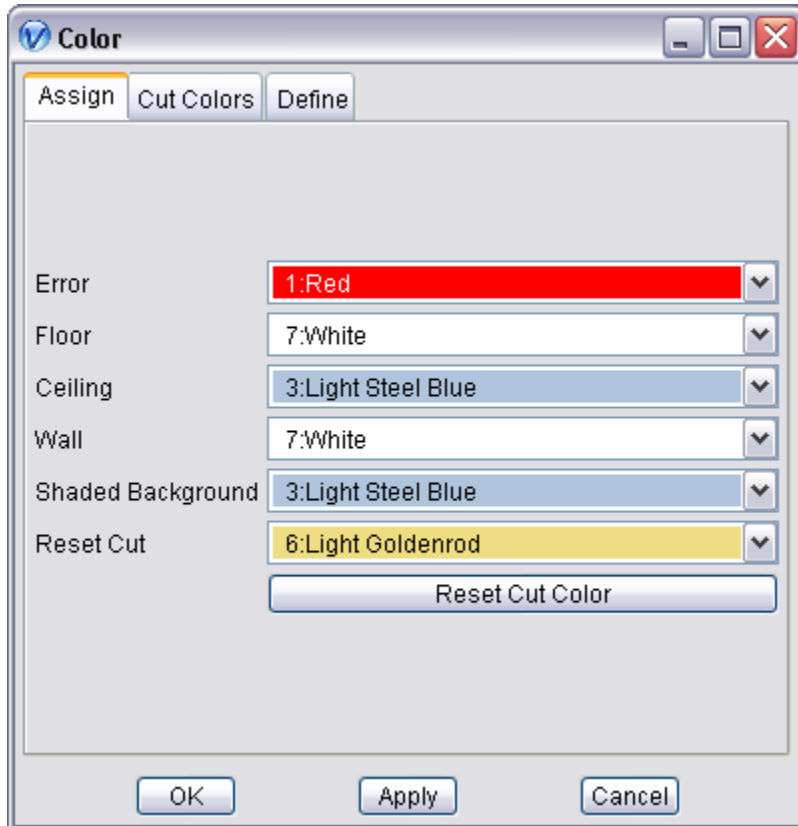 Color
Assign Cut Colors Define
Error 1:Red
Floor 7:White
Ceiling 3:Light Steel Blue
Wall 7:White
Shaded Background 3:Light Steel Blue
Reset Cut 6:Light Goldenrod
Reset Cut Color
OK Apply Cancel